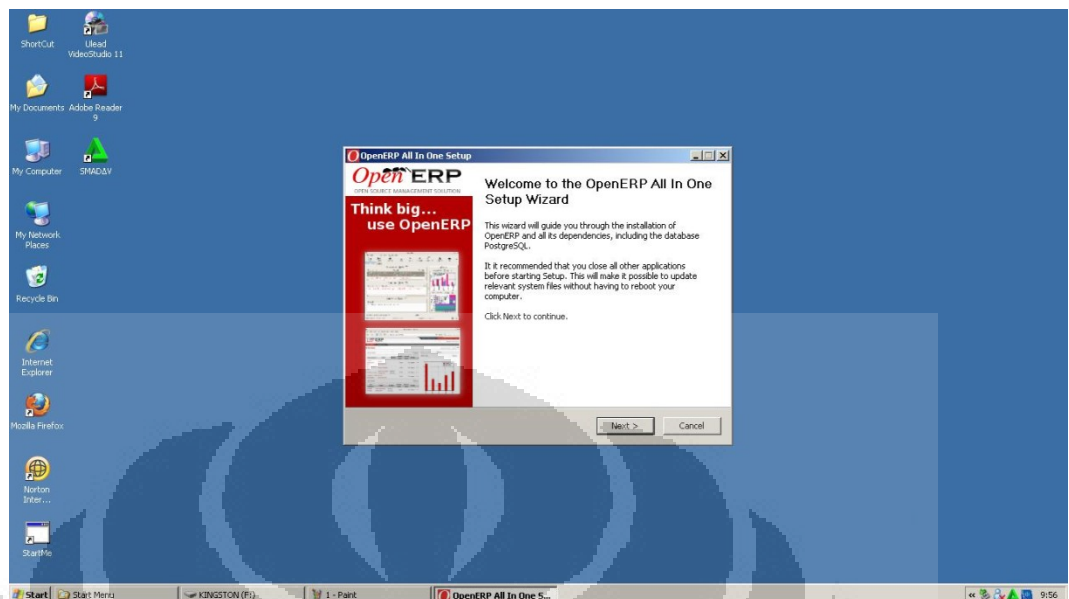 ShortCut
Ulead
VideoStudio 11
My Documents
Adobe Reader
9
My Computer
SMADΔV
My Network
Places
Recycle Bin
Internet
Explorer
Mozilla Firefox
Norton
Inter...
StartMe
OpenERP All In One Setup
Open ERP
OPEN SOURCE MANAGEMENT SOLUTION
Think big...
use OpenERP
Welcome to the OpenERP All In One
Setup Wizard
This wizard will guide you through the installation of
OpenERP and all its dependencies, including the database
PostgreSQL.
It it recommended that you close all other applications
before starting Setup. This will make it possible to update
relevant system files without having to reboot your
computer.
Click Next to continue.
Next >
Cancel
Start
Start Menu
KINGSTON (F:)
1 - Paint
OpenERP All In One S...
9:56